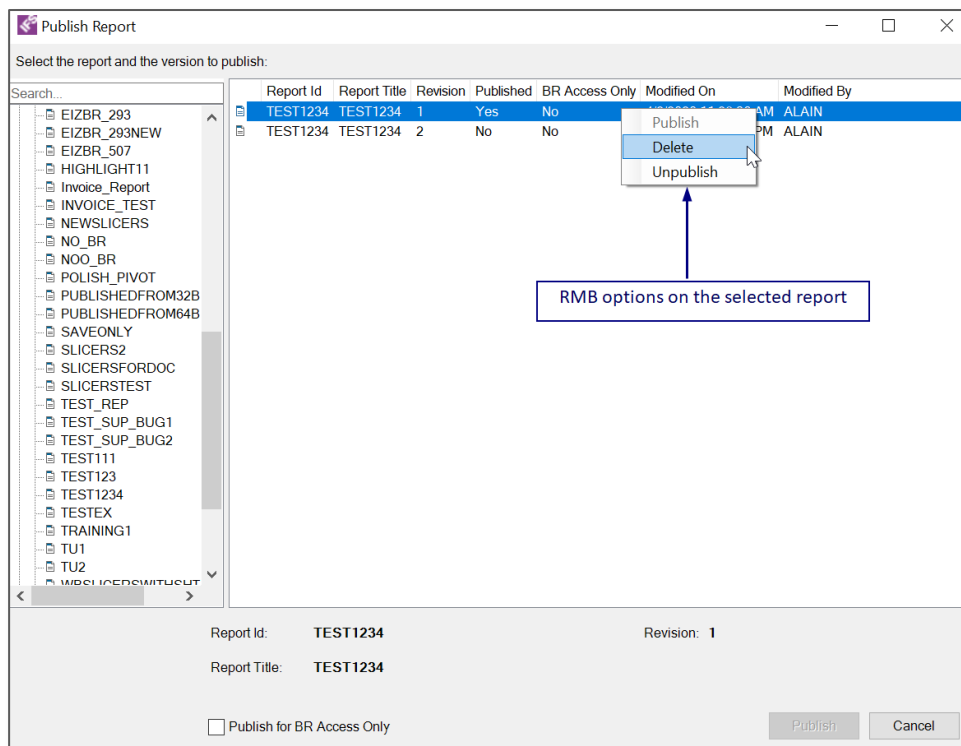 IFS
Publish Report
Select the report and the version to publish:
Search...
EIZBR_293
EIZBR_293NEW
EIZBR_507
HIGHLIGHT11
Invoice_Report
INVOICE_TEST
NEWSLICERS
NO_BR
NOO_BR
POLISH_PIVOT
PUBLISHEDFROM32B
PUBLISHEDFROM64B
SAVEONLY
SLICERS2
SLICERSFORDOC
SLICERSTEST
TEST_REP
TEST_SUP_BUG1
TEST_SUP_BUG2
TEST111
TEST123
TEST1234
TESTEX
TRAINING1
TU1
TU2
Report Id Report Title Revision Published BR Access Only Modified On Modified By
TEST1234 TEST1234 1 Yes No AM ALAIN
TEST1234 TEST1234 2 No No PM ALAIN
Publish
Delete
Unpublish
RMB options on the selected report
Report Id: TEST1234 Revision: 1
Report Title: TEST1234
Publish for BR Access Only
Publish Cancel